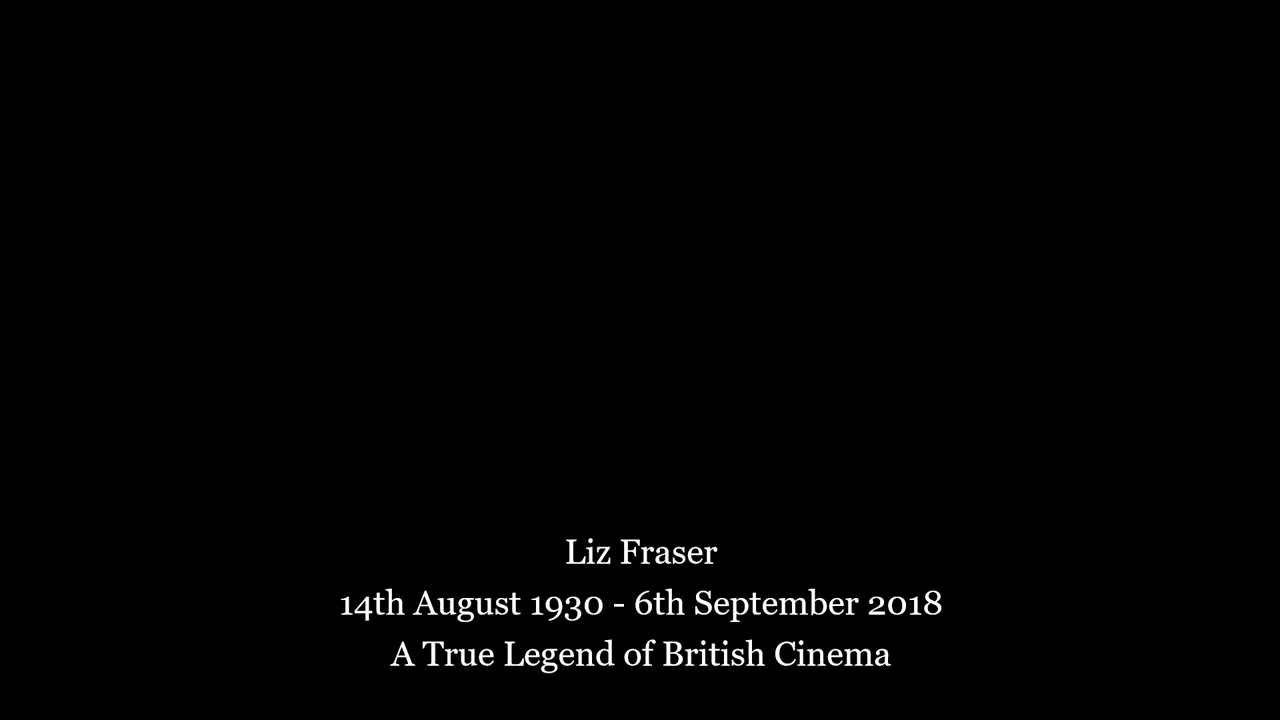 Liz Fraser
14th August 1930 - 6th September 2018
A True Legend of British Cinema